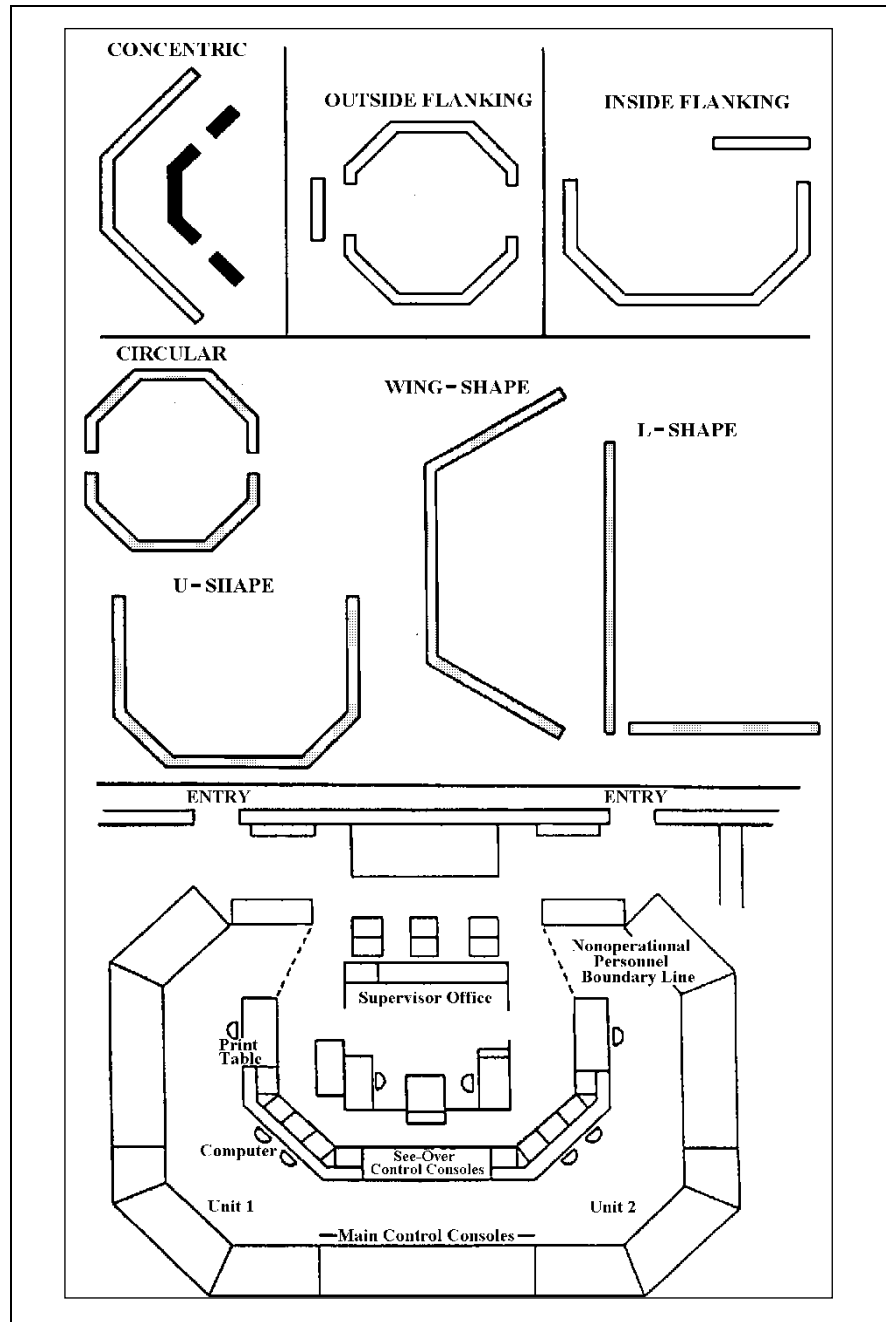 CONCENTRIC
OUTSIDE FLANKING
INSIDE FLANKING
CIRCULAR
WING-SHAPE
L-SHAPE
U-SHAPE
ENTRY
ENTRY
Nonoperational
Personnel
Boundary Line
Supervisor Office
Print
Table
Computer
See-Over
Control Consoles
Unit 1
Unit 2
Main Control Consoles